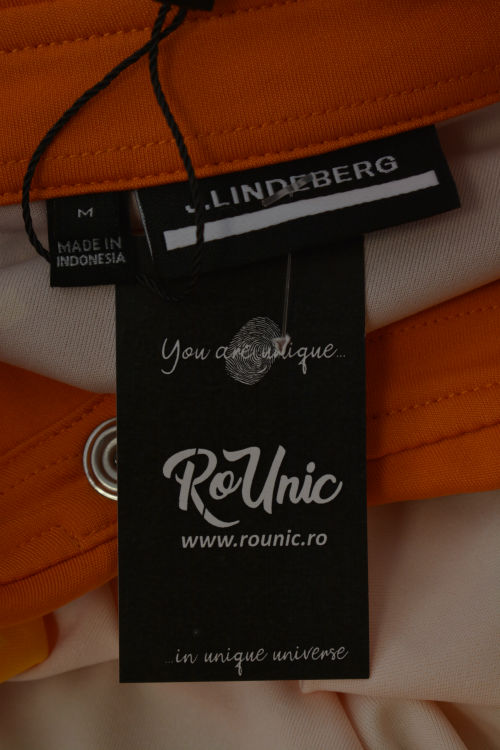 J.LINDEBERG
M
MADE IN
INDONESIA
You are unique...
RoUnic
www.rounic.ro
...in unique universe